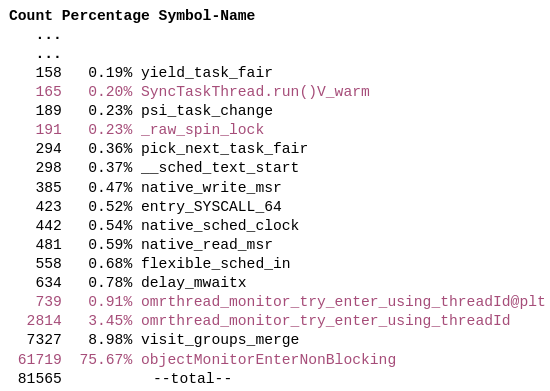 Count Percentage Symbol-Name
...
...
158 0.19% yield_task_fair
165 0.20% SyncTaskThread.run()V_warm
189 0.23% psi_task_change
191 0.23% _raw_spin_lock
294 0.36% pick_next_task_fair
298 0.37% __sched_text_start
385 0.47% native_write_msr
423 0.52% entry_SYSCALL_64
442 0.54% native_sched_clock
481 0.59% native_read_msr
558 0.68% flexible_sched_in
634 0.78% delay_mwaitx
739 0.91% omrthread_monitor_try_enter_using_threadId@plt
2814 3.45% omrthread_monitor_try_enter_using_threadId
7327 8.98% visit_groups_merge
61719 75.67% objectMonitorEnterNonBlocking
81565 --total--